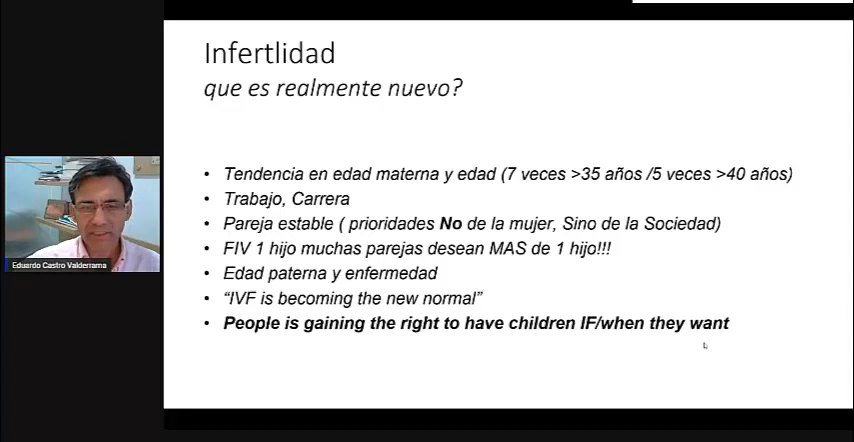 Infertlidad
que es realmente nuevo?
• Tendencia en edad materna y edad (7 veces >35 años /5 veces >40 años)
• Trabajo, Carrera
• Pareja estable ( prioridades No de la mujer, Sino de la Sociedad)
• FIV 1 hijo muchas parejas desean MAS de 1 hijo!!!
• Edad paterna y enfermedad
• “IVF is becoming the new normal”
• People is gaining the right to have children IF/when they want
Eduardo Castro Valderrama